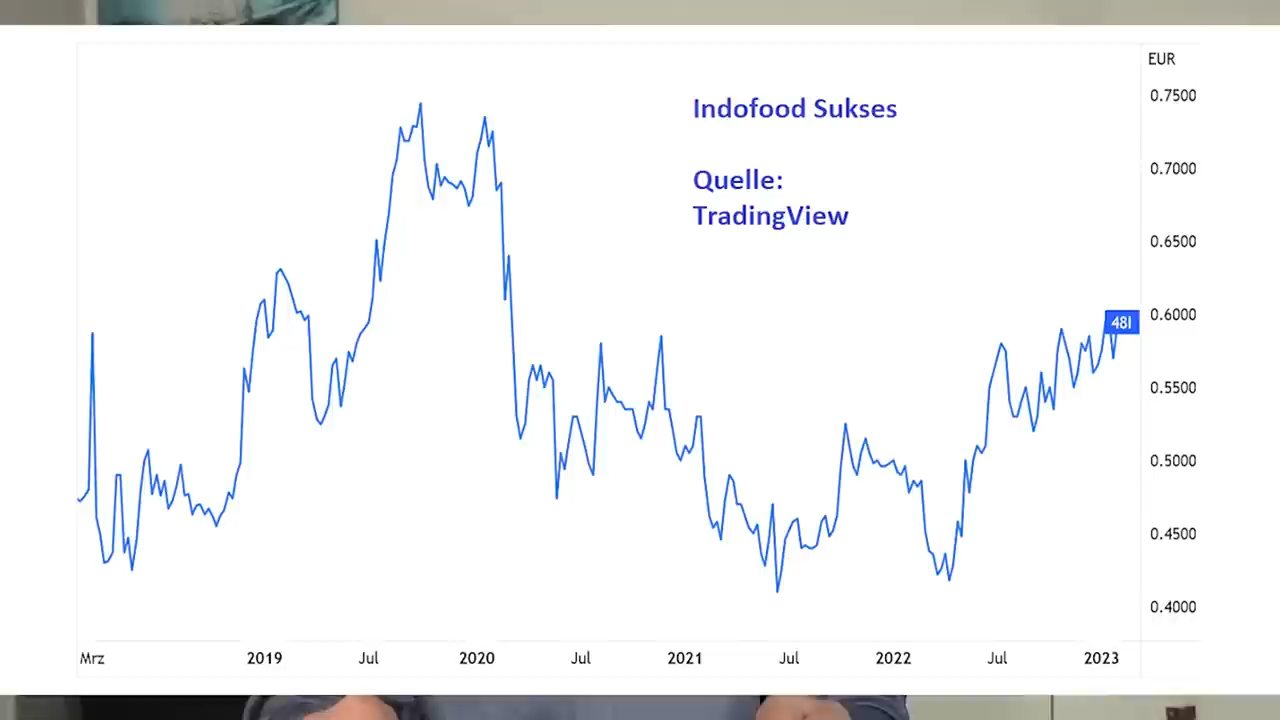 EUR
0.7500
Indofood Sukses
0.7000
Quelle:
TradingView
0.6500
0.6000
48I
0.5500
0.5000
0.4500
0.4000
Mrz 2019 Jul 2020 Jul 2021 Jul 2022 Jul 2023